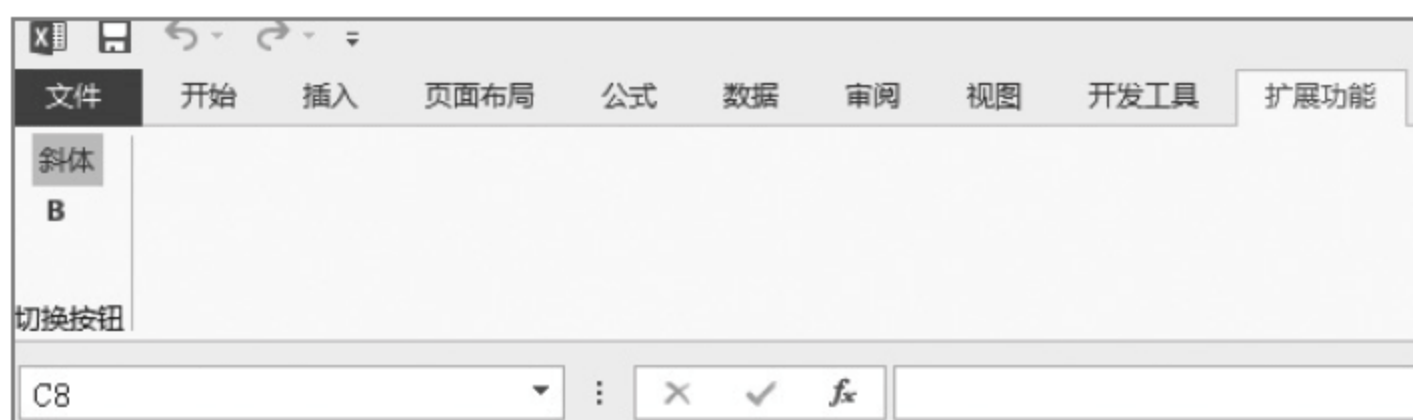 文件 开始 插入 页面布局 公式 数据 审阅 视图 开发工具 扩展功能
斜体
B
切换按钮
C8 fx